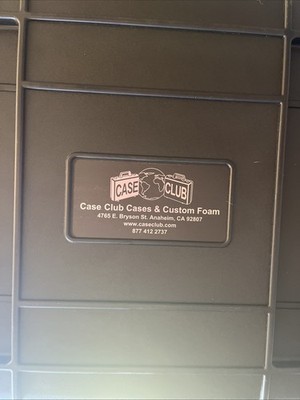 CASE CLUB
Case Club Cases & Custom Foam
4765 E. Bryson St. Anaheim, CA 92807
www.caseclub.com
877 412 2737